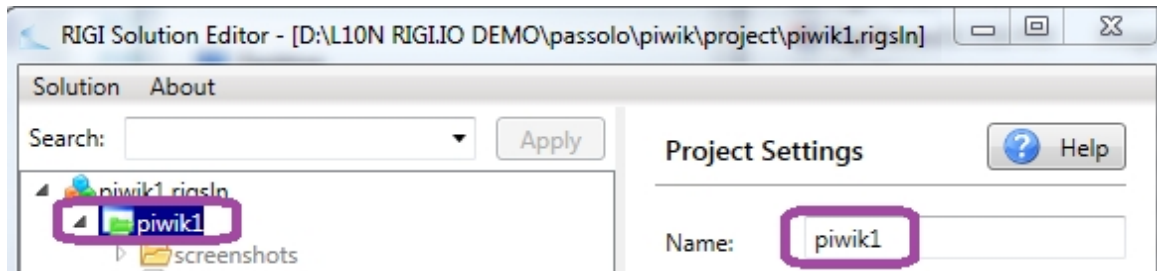 RIGI Solution Editor - [D:\L10N RIGI.IO DEMO\passolo\piwik\project\piwik1.rigsln]
Solution About
Search: Apply
Project Settings Help
piwik1.rigsln
piwik1
Name: piwik1
screenshots